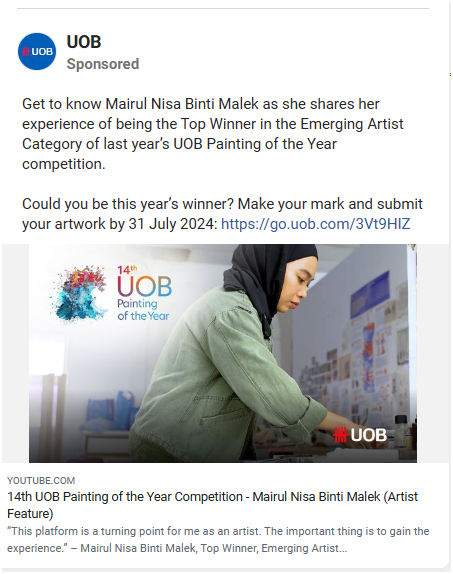 UOB
UOB
Sponsored
Get to know Mairul Nisa Binti Malek as she shares her
experience of being the Top Winner in the Emerging Artist
Category of last year’s UOB Painting of the Year
competition.
Could you be this year’s winner? Make your mark and submit
your artwork by 31 July 2024: https://go.uob.com/3Vt9HIZ
14th
UOB
Painting
of the Year
UOB
YOUTUBE.COM
14th UOB Painting of the Year Competition - Mairul Nisa Binti Malek (Artist
Feature)
“This platform is a turning point for me as an artist. The important thing is to gain the
experience.” – Mairul Nisa Binti Malek, Top Winner, Emerging Artist...